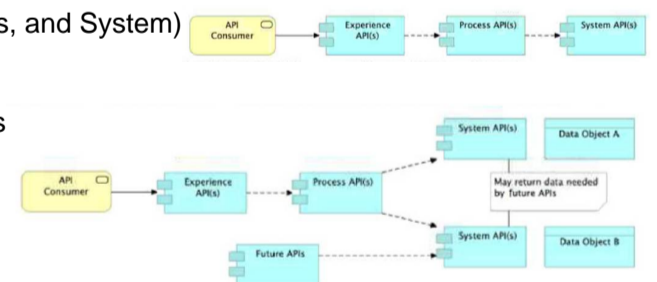 s, and System)
API
Consumer
Experience
API(s)
Process API(s)
System API(s)
s
System API(s)
Data Object A
API
Consumer
Experience
API(s)
Process API(s)
May return data needed
by future APIs
System API(s)
Data Object B
Future APIs